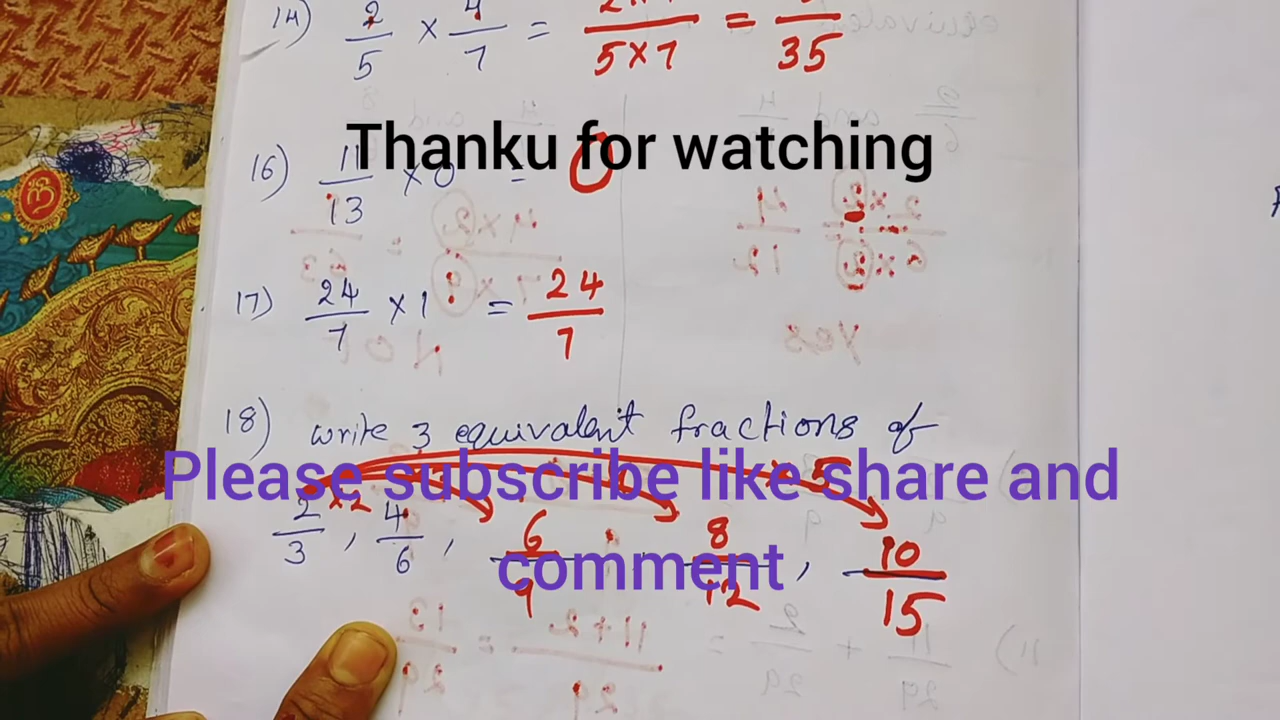 14) 2/5 × 4/7 = /5×7 = /35
Thanku for watching
16) 11/13 × 0 = 0
17) 24/7 × 1 = 24/7
18) write 3 equivalent fractions of
Please subscribe like share and
×2 × 5
2/3 , 4/6 , 6/9 , 8/12 , 10/15
comment